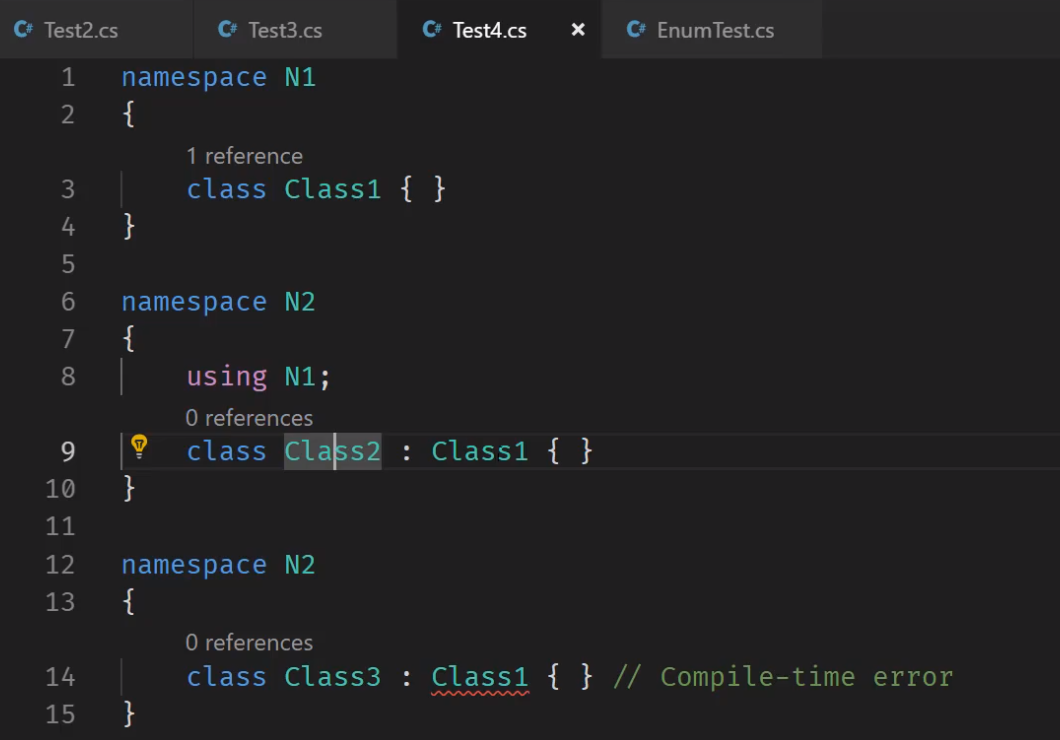 C# Test2.cs C# Test3.cs C# Test4.cs × C# EnumTest.cs
1 namespace N1
2 {
1 reference
3 class Class1 { }
4 }
5
6 namespace N2
7 {
8 using N1;
0 references
9 class Class2 : Class1 { }
10 }
11
12 namespace N2
13 {
0 references
14 class Class3 : Class1 { } // Compile-time error
15 }